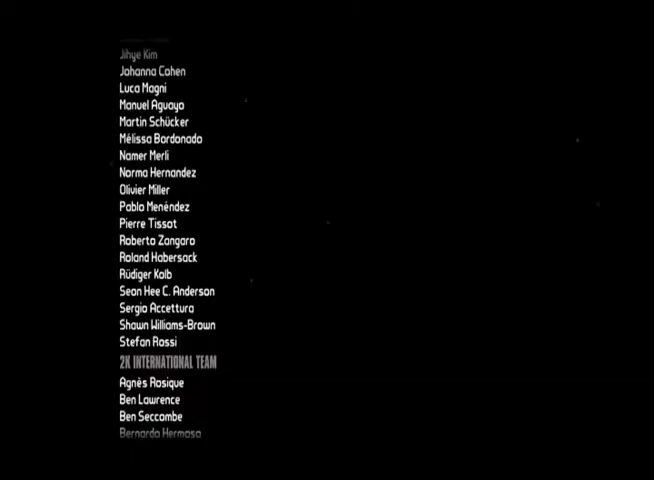 Jihye Kim
Johanna Cohen
Luca Magni
Manuel Aguayo
Martin Schücker
Mélissa Bordonado
Namer Merli
Norma Hernandez
Olivier Miller
Pablo Menéndez
Pierre Tissot
Roberto Zangaro
Roland Habersack
Rüdiger Kolb
Seon Hee C. Anderson
Sergio Accettura
Shawn Williams-Brown
Stefan Rossi
2K INTERNATIONAL TEAM
Agnès Rosique
Ben Lawrence
Ben Seccombe
Bernardo Hermoso